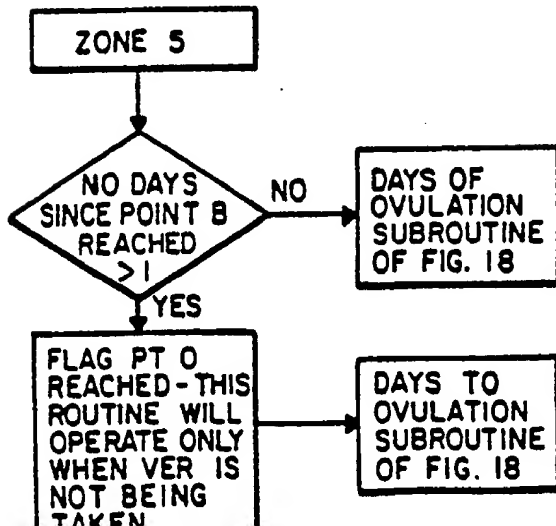 ZONE 5
NO DAYS
SINCE POINT B
REACHED
>1
NO
DAYS OF
OVULATION
SUBROUTINE
OF FIG. 18
YES
FLAG PT O
REACHED-THIS
ROUTINE WILL
OPERATE ONLY
WHEN VER IS
NOT BEING
TAKEN
DAYS TO
OVULATION
SUBROUTINE
OF FIG. 18